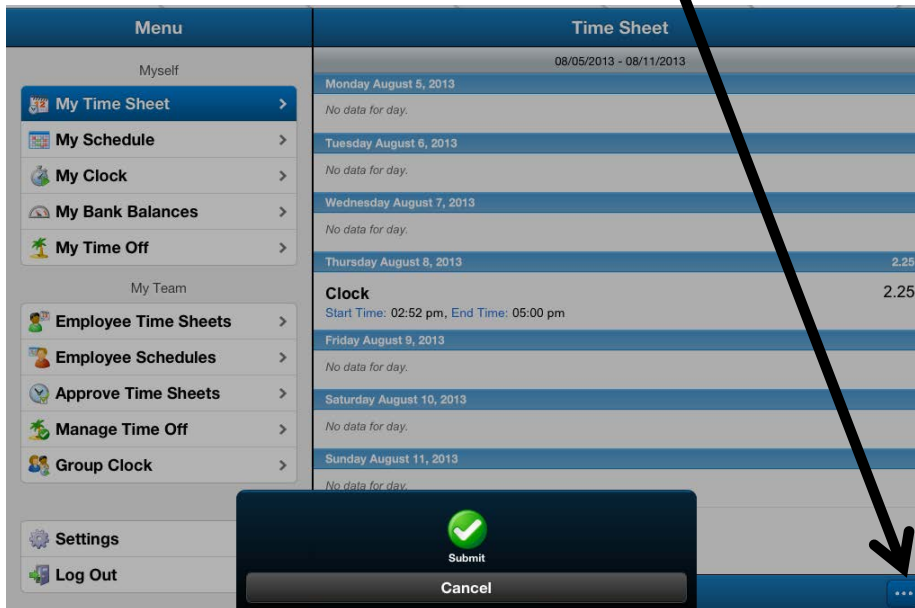 Menu
Myself
My Time Sheet
My Schedule
My Clock
My Bank Balances
My Time Off
My Team
Employee Time Sheets
Employee Schedules
Approve Time Sheets
Manage Time Off
Group Clock
Settings
Log Out
Time Sheet
08/05/2013 - 08/11/2013
Monday August 5, 2013
No data for day.
Tuesday August 6, 2013
No data for day.
Wednesday August 7, 2013
No data for day.
Thursday August 8, 2013 2.25
Clock 2.25
Start Time: 02:52 pm, End Time: 05:00 pm
Friday August 9, 2013
No data for day.
Saturday August 10, 2013
No data for day.
Sunday August 11, 2013
No data for day.
Submit
Cancel
...